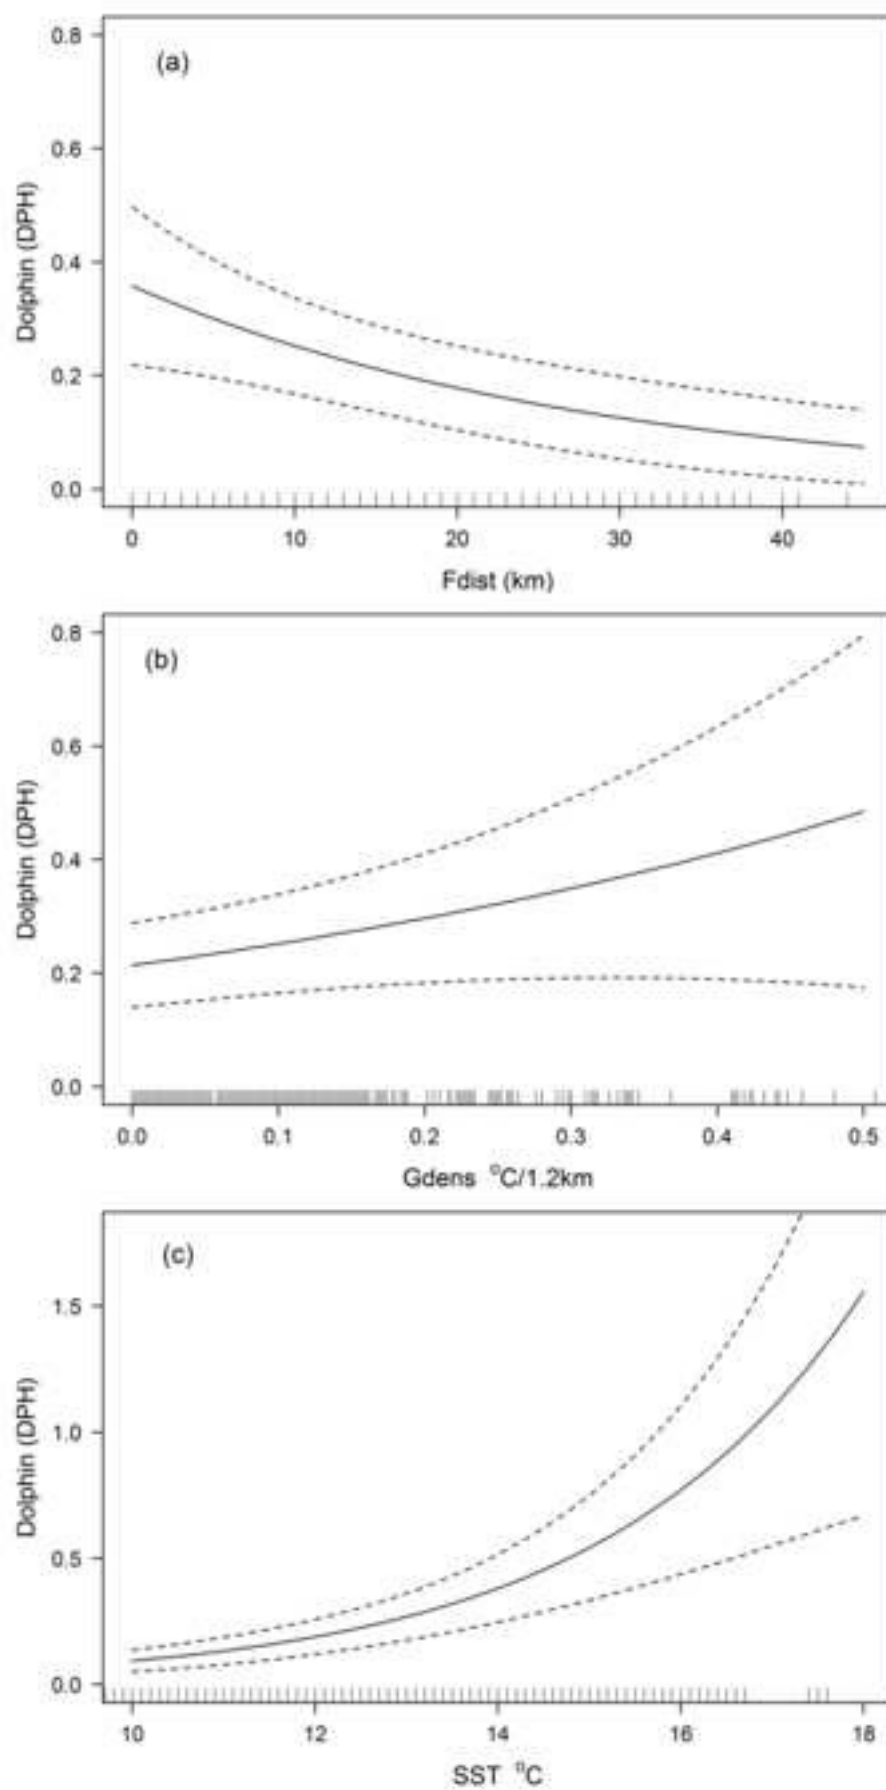 (a)
0.8
0.6
0.4
0.2
0.0
Dolphin (DPH)
0 10 20 30 40
Fdist (km)
(b)
0.8
0.6
0.4
0.2
0.0
Dolphin (DPH)
0.0 0.1 0.2 0.3 0.4 0.5
Gdens ⁰C/1.2km
(c)
1.5
1.0
0.5
0.0
Dolphin (DPH)
10 12 14 16 18
SST ⁰C